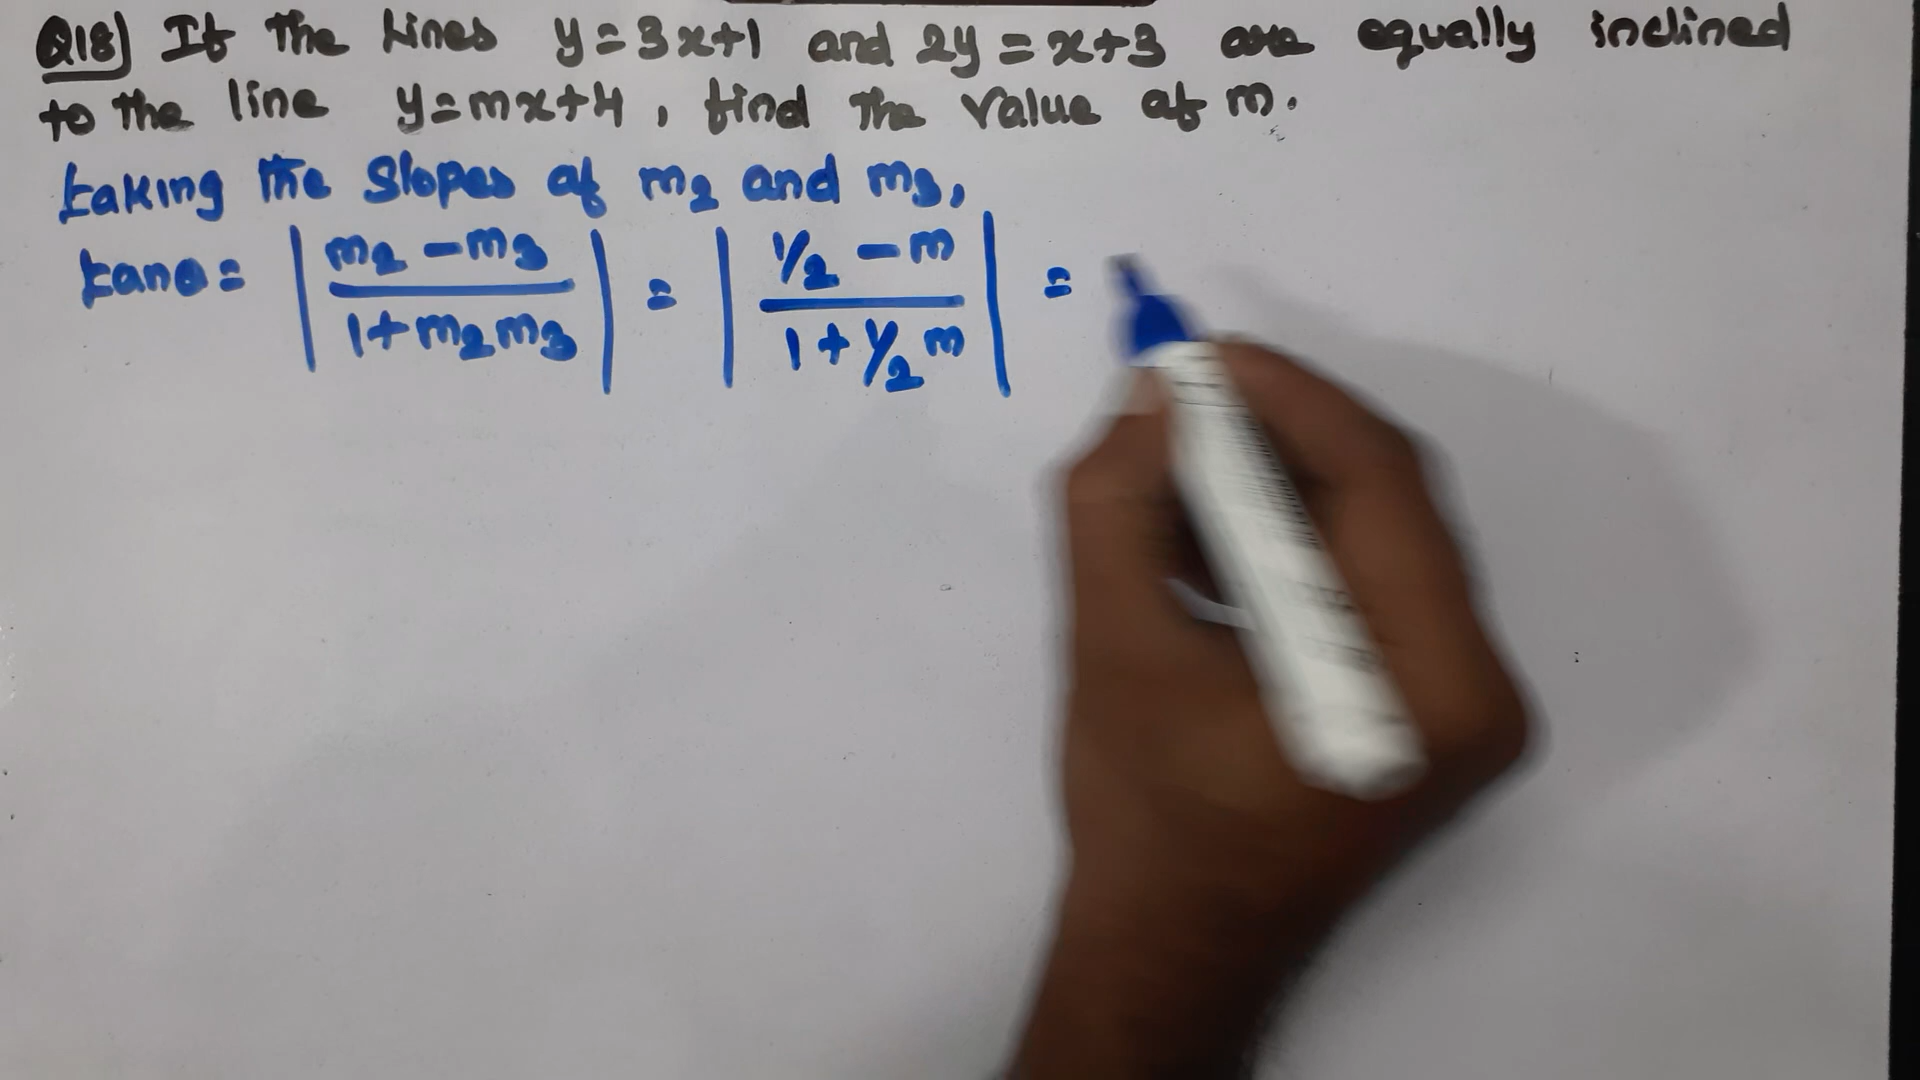 Q18) If the lines y=3x+1 and 2y=x+3 are equally inclined
to the line y=mx+4, find the value of m.
taking the slopes of m₂ and m₃,
tanθ = | m₂ - m₃ / 1+m₂m₃ | = | 1/2 - m / 1 + 1/2 m | =